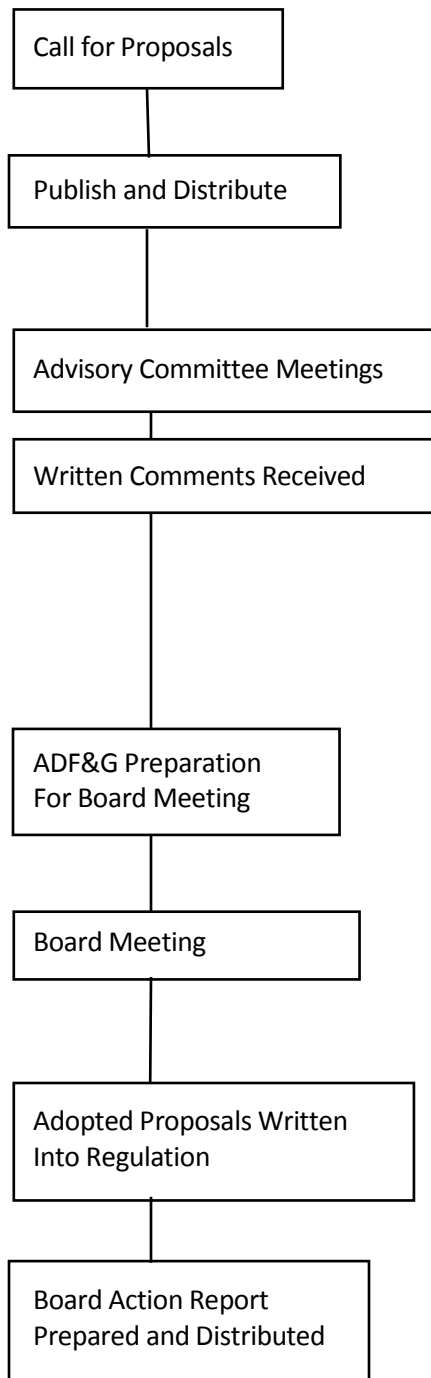 Call for Proposals
Publish and Distribute
Advisory Committee Meetings
Written Comments Received
ADF&G Preparation
For Board Meeting
Board Meeting
Adopted Proposals Written
Into Regulation
Board Action Report
Prepared and Distributed